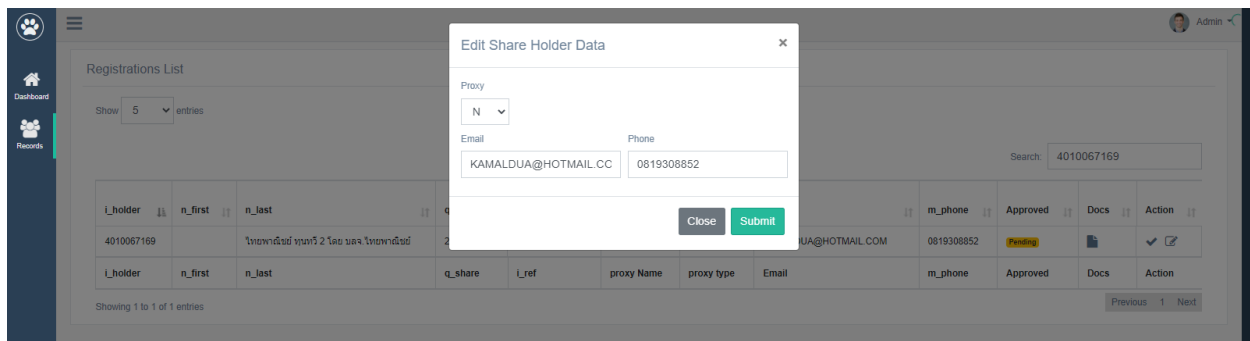 Admin
Edit Share Holder Data ×
Registrations List
Dashboard
Proxy
Show 5 entries
N
Records
Email Phone
KAMALDUA@HOTMAIL.CC 0819308852
Search: 4010067169
Close Submit
i_holder n_first n_last q m_phone Approved Docs Action
4010067169 ไทยพาณิชย์ ทุนทวี 2 โดย บลจ.ไทยพาณิชย์ 2 UA@HOTMAIL.COM 0819308852 Pending
i_holder n_first n_last q_share i_ref proxy Name proxy type Email m_phone Approved Docs Action
Showing 1 to 1 of 1 entries
Previous 1 Next